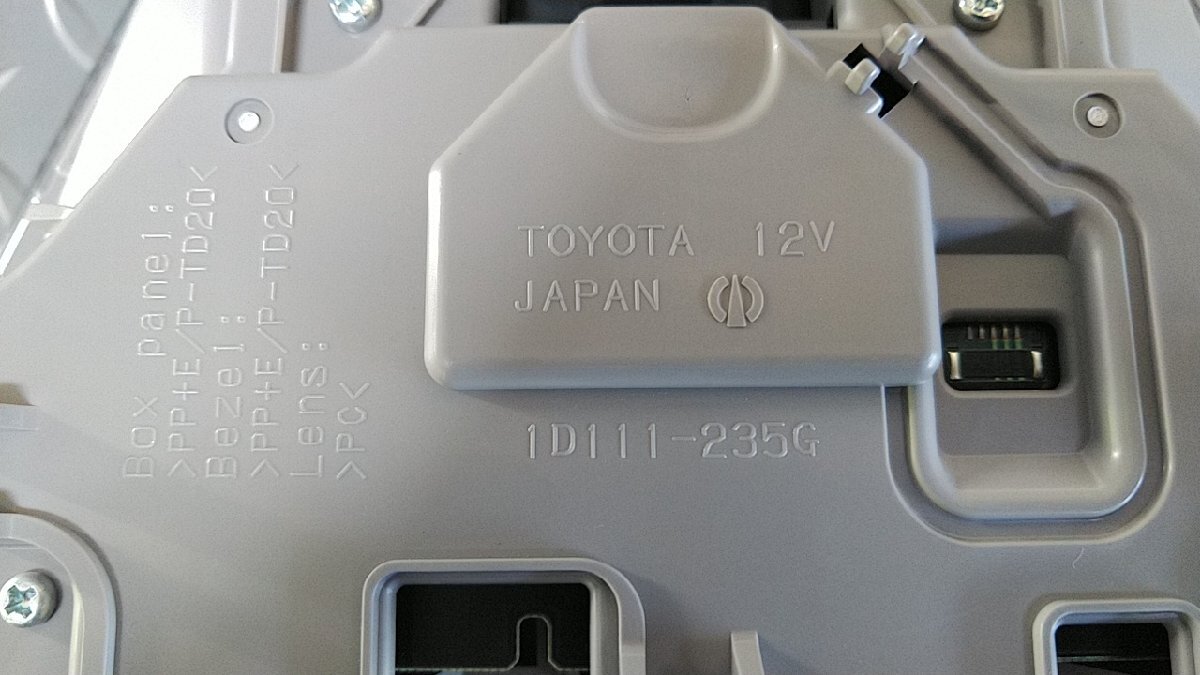 TOYOTA 12V
JAPAN
1D111-235G
Box panel:
>PP+E/P-TD20<
Bezel:
>PP+E/P-TD20<
Lens:
>PC<